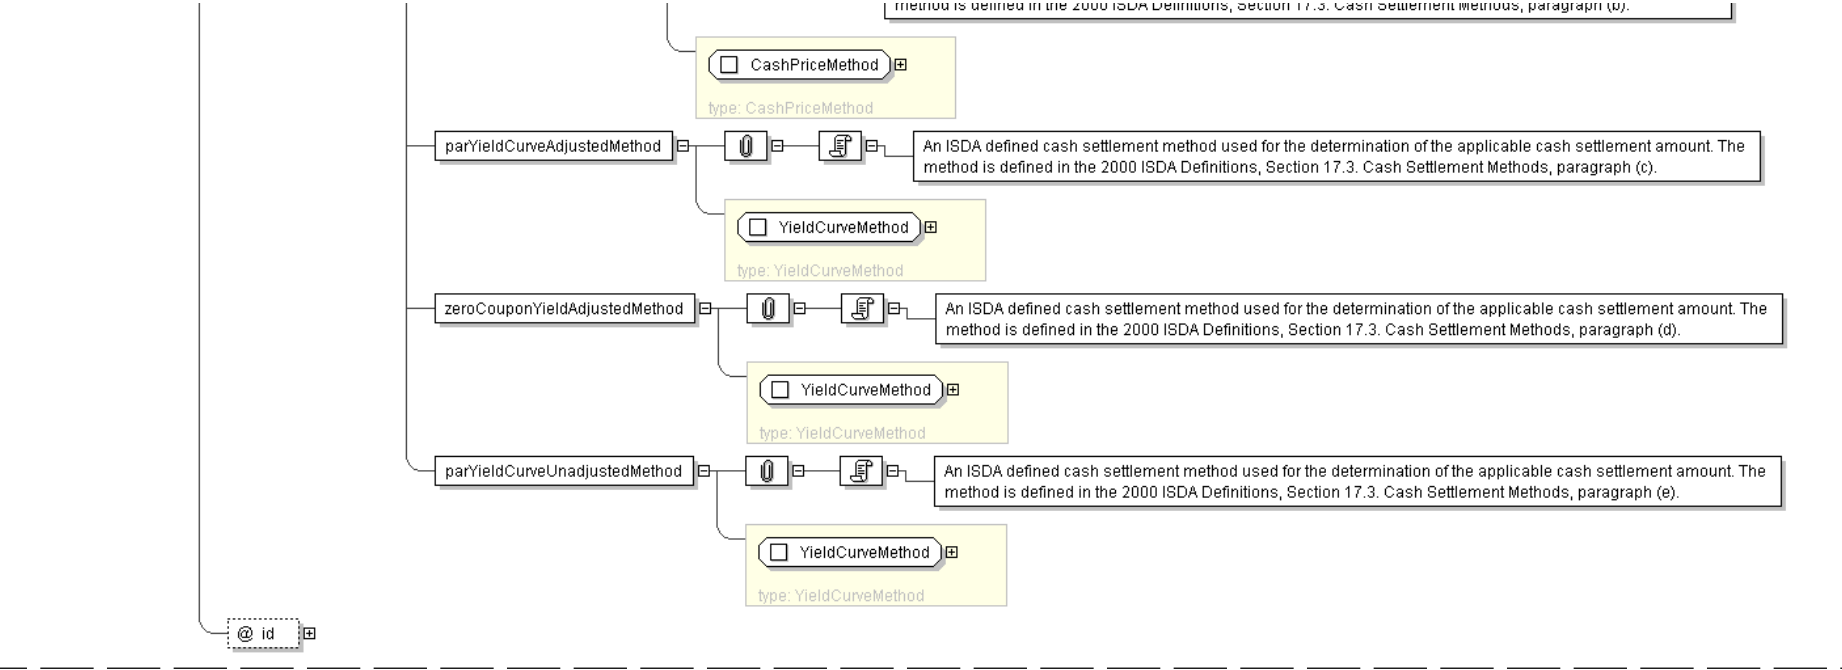 method is defined in the 2000 ISDA Definitions, Section 17.3. Cash Settlement Methods, paragraph (b).
CashPriceMethod
type: CashPriceMethod
parYieldCurveAdjustedMethod
An ISDA defined cash settlement method used for the determination of the applicable cash settlement amount. The
method is defined in the 2000 ISDA Definitions, Section 17.3. Cash Settlement Methods, paragraph (c).
YieldCurveMethod
type: YieldCurveMethod
zeroCouponYieldAdjustedMethod
An ISDA defined cash settlement method used for the determination of the applicable cash settlement amount. The
method is defined in the 2000 ISDA Definitions, Section 17.3. Cash Settlement Methods, paragraph (d).
YieldCurveMethod
type: YieldCurveMethod
parYieldCurveUnadjustedMethod
An ISDA defined cash settlement method used for the determination of the applicable cash settlement amount. The
method is defined in the 2000 ISDA Definitions, Section 17.3. Cash Settlement Methods, paragraph (e).
YieldCurveMethod
type: YieldCurveMethod
@ id